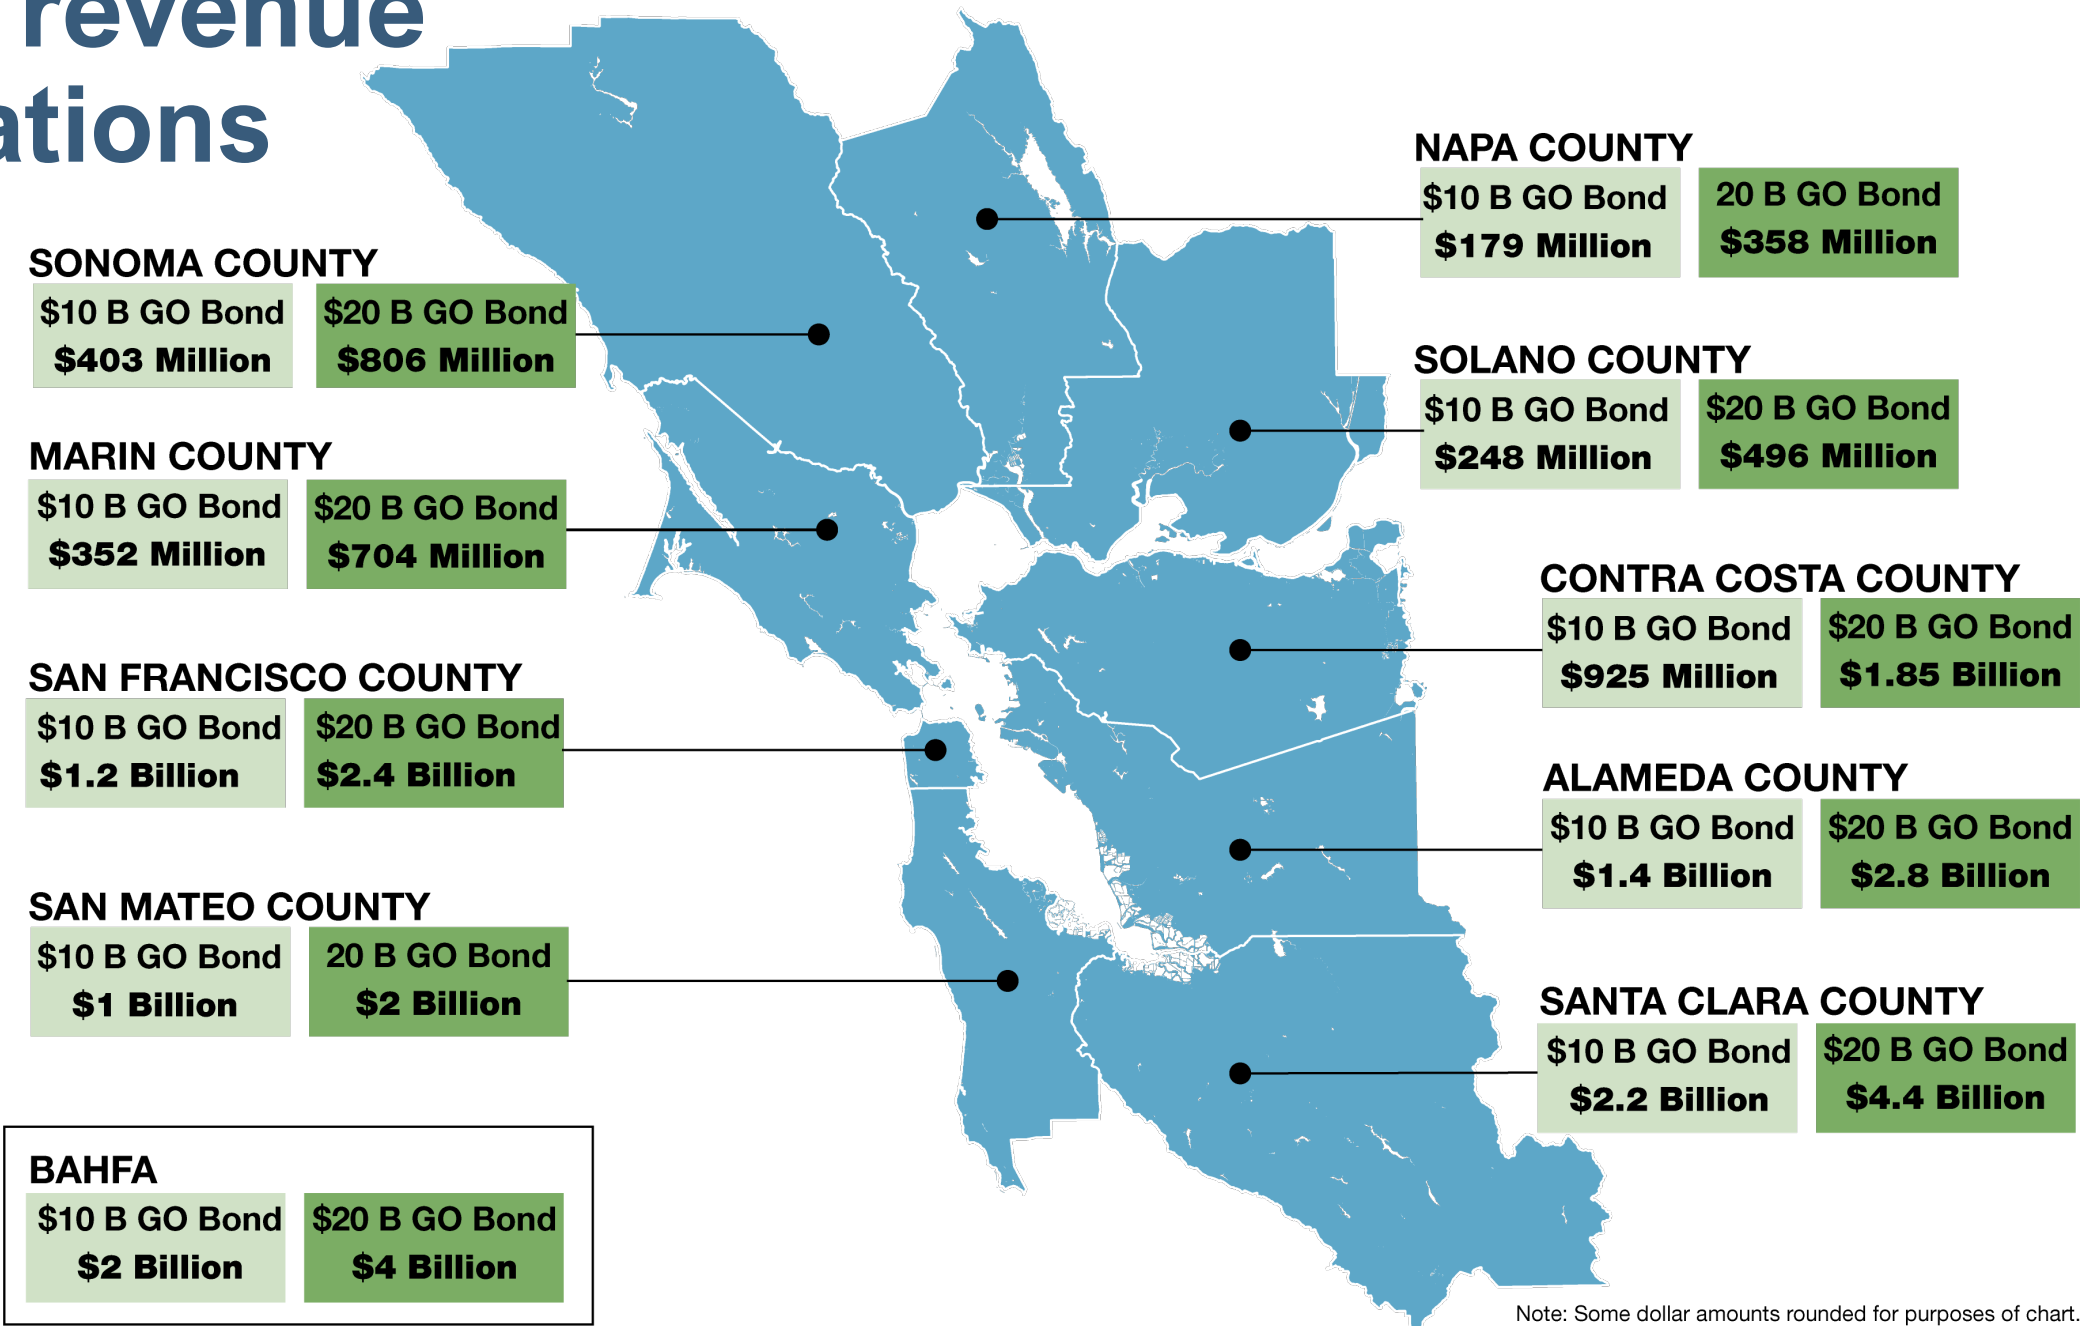 revenue
ations
SONOMA COUNTY
$10 B GO Bond
$403 Million
$20 B GO Bond
$806 Million
MARIN COUNTY
$10 B GO Bond
$352 Million
$20 B GO Bond
$704 Million
SAN FRANCISCO COUNTY
$10 B GO Bond
$1.2 Billion
$20 B GO Bond
$2.4 Billion
SAN MATEO COUNTY
$10 B GO Bond
$1 Billion
20 B GO Bond
$2 Billion
BAHFA
$10 B GO Bond
$2 Billion
$20 B GO Bond
$4 Billion
NAPA COUNTY
$10 B GO Bond
$179 Million
20 B GO Bond
$358 Million
SOLANO COUNTY
$10 B GO Bond
$248 Million
$20 B GO Bond
$496 Million
CONTRA COSTA COUNTY
$10 B GO Bond
$925 Million
$20 B GO Bond
$1.85 Billion
ALAMEDA COUNTY
$10 B GO Bond
$1.4 Billion
$20 B GO Bond
$2.8 Billion
SANTA CLARA COUNTY
$10 B GO Bond
$2.2 Billion
$20 B GO Bond
$4.4 Billion
Note: Some dollar amounts rounded for purposes of chart.